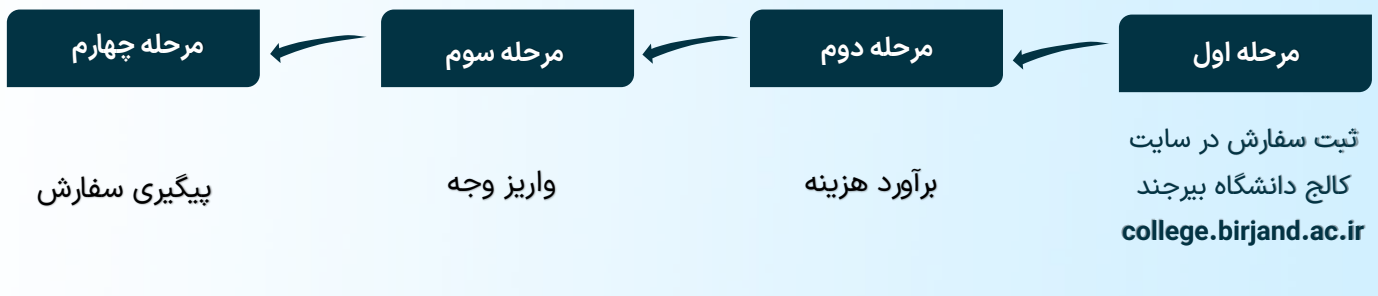 مرحله اول
ثبت سفارش در سایت
کالج دانشگاه بیرجند
college.birjand.ac.ir
مرحله دوم
برآورد هزینه
مرحله سوم
واریز وجه
مرحله چهارم
پیگیری سفارش